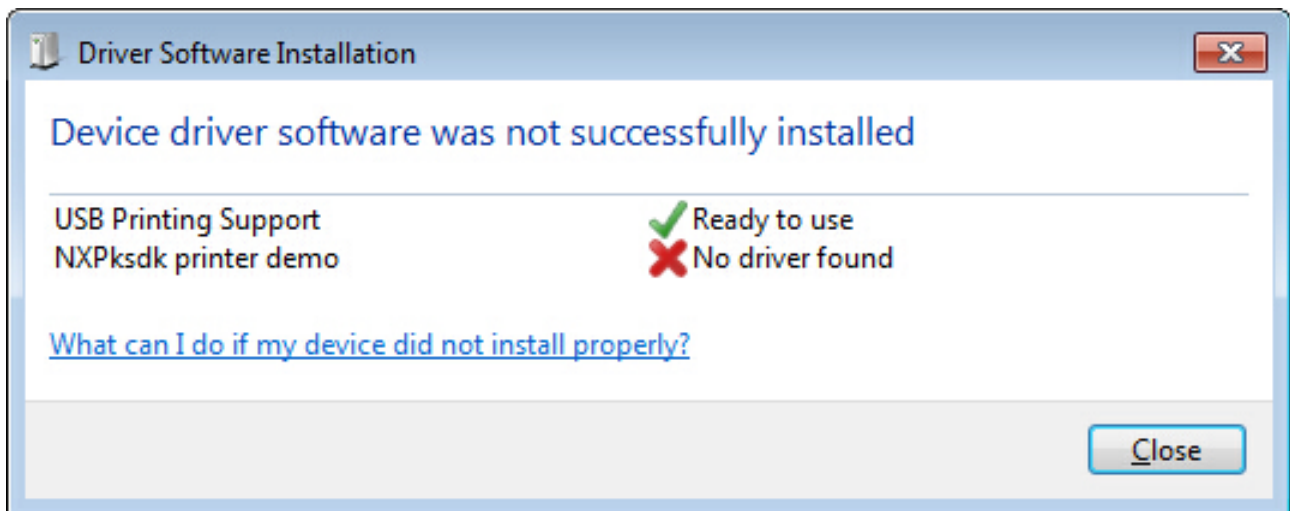 Driver Software Installation
Device driver software was not successfully installed
USB Printing Support Ready to use
NXPksdk printer demo No driver found
What can I do if my device did not install properly?
Close